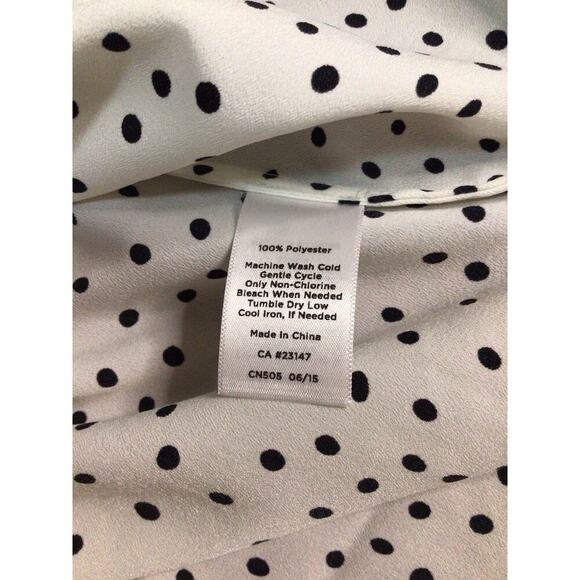 100% Polyester
Machine Wash Cold
Gentle Cycle
Only Non-Chlorine
Bleach When Needed
Tumble Dry Low
Cool Iron, If Needed
Made In China
CA #23147
CN505 06/15